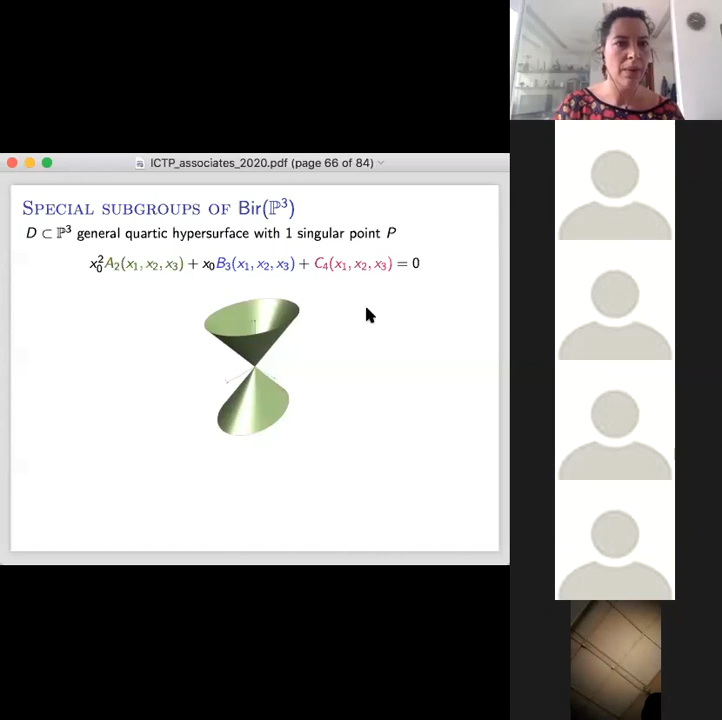 ICTP_associates_2020.pdf (page 66 of 84)
SPECIAL SUBGROUPS OF Bir(ℙ³)
D ⊂ ℙ³ general quartic hypersurface with 1 singular point P
x₀²A₂(x₁, x₂, x₃) + x₀B₃(x₁, x₂, x₃) + C₄(x₁, x₂, x₃) = 0